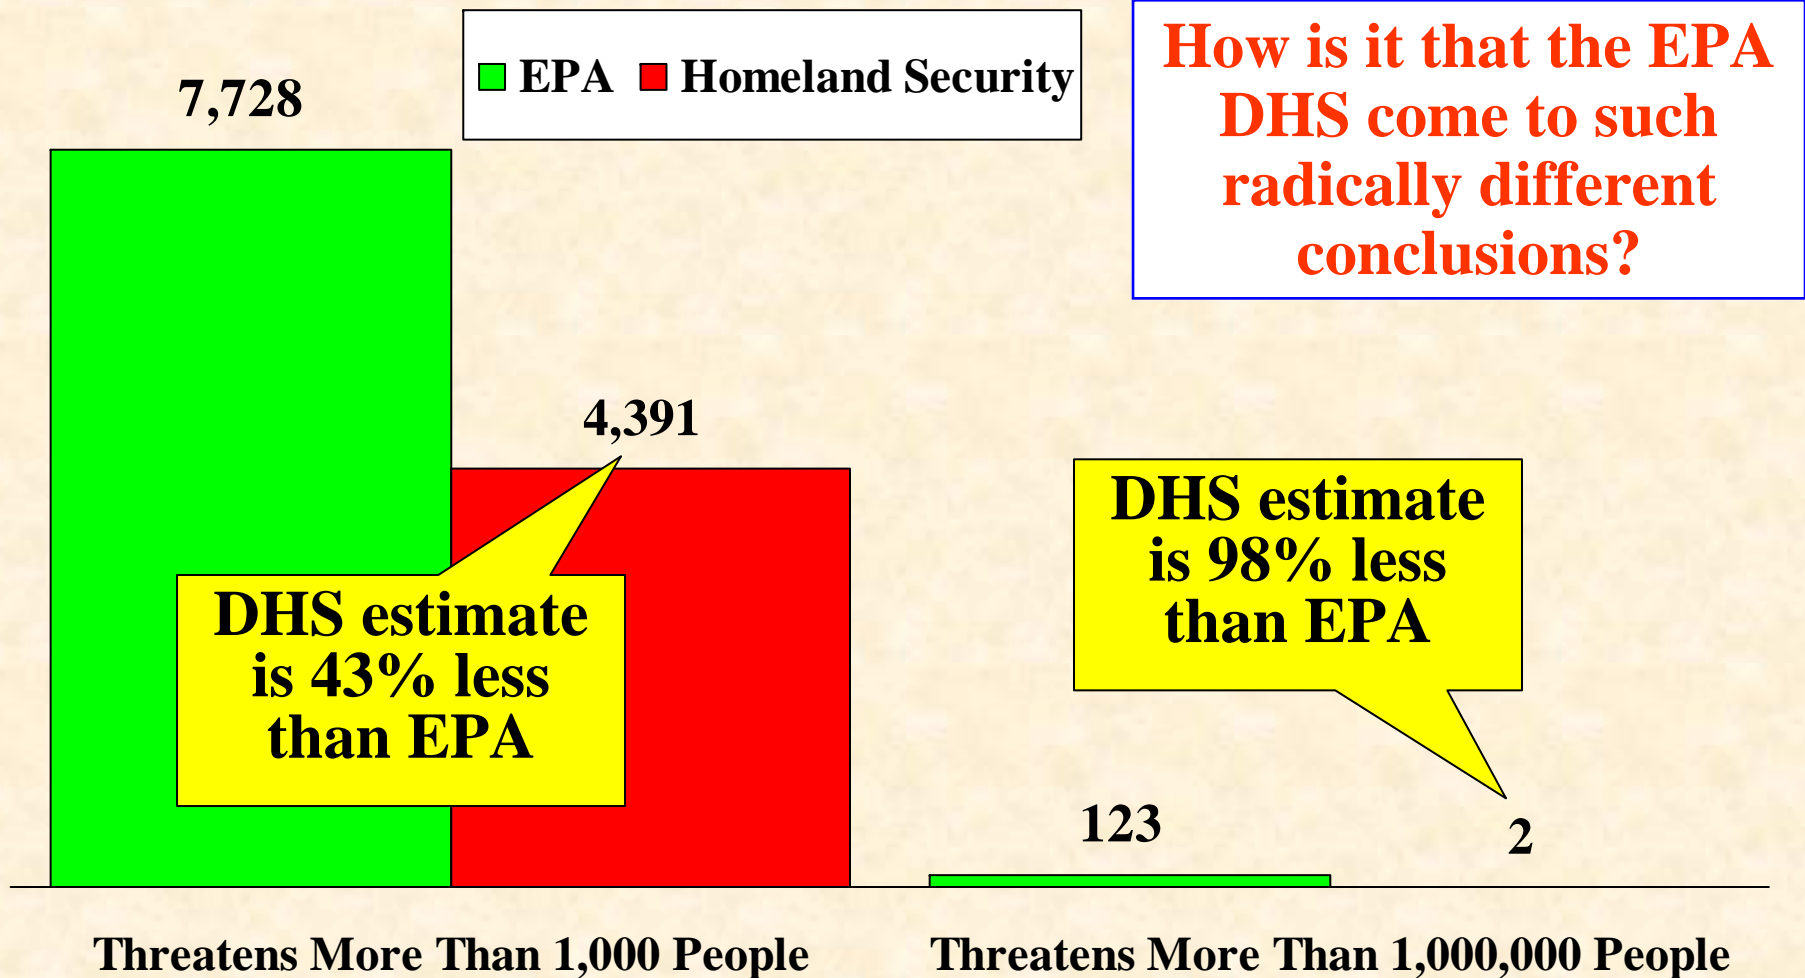 7,728
EPA Homeland Security
How is it that the EPA
DHS come to such
radically different
conclusions?
4,391
DHS estimate
is 43% less
than EPA
DHS estimate
is 98% less
than EPA
123
2
Threatens More Than 1,000 People
Threatens More Than 1,000,000 People